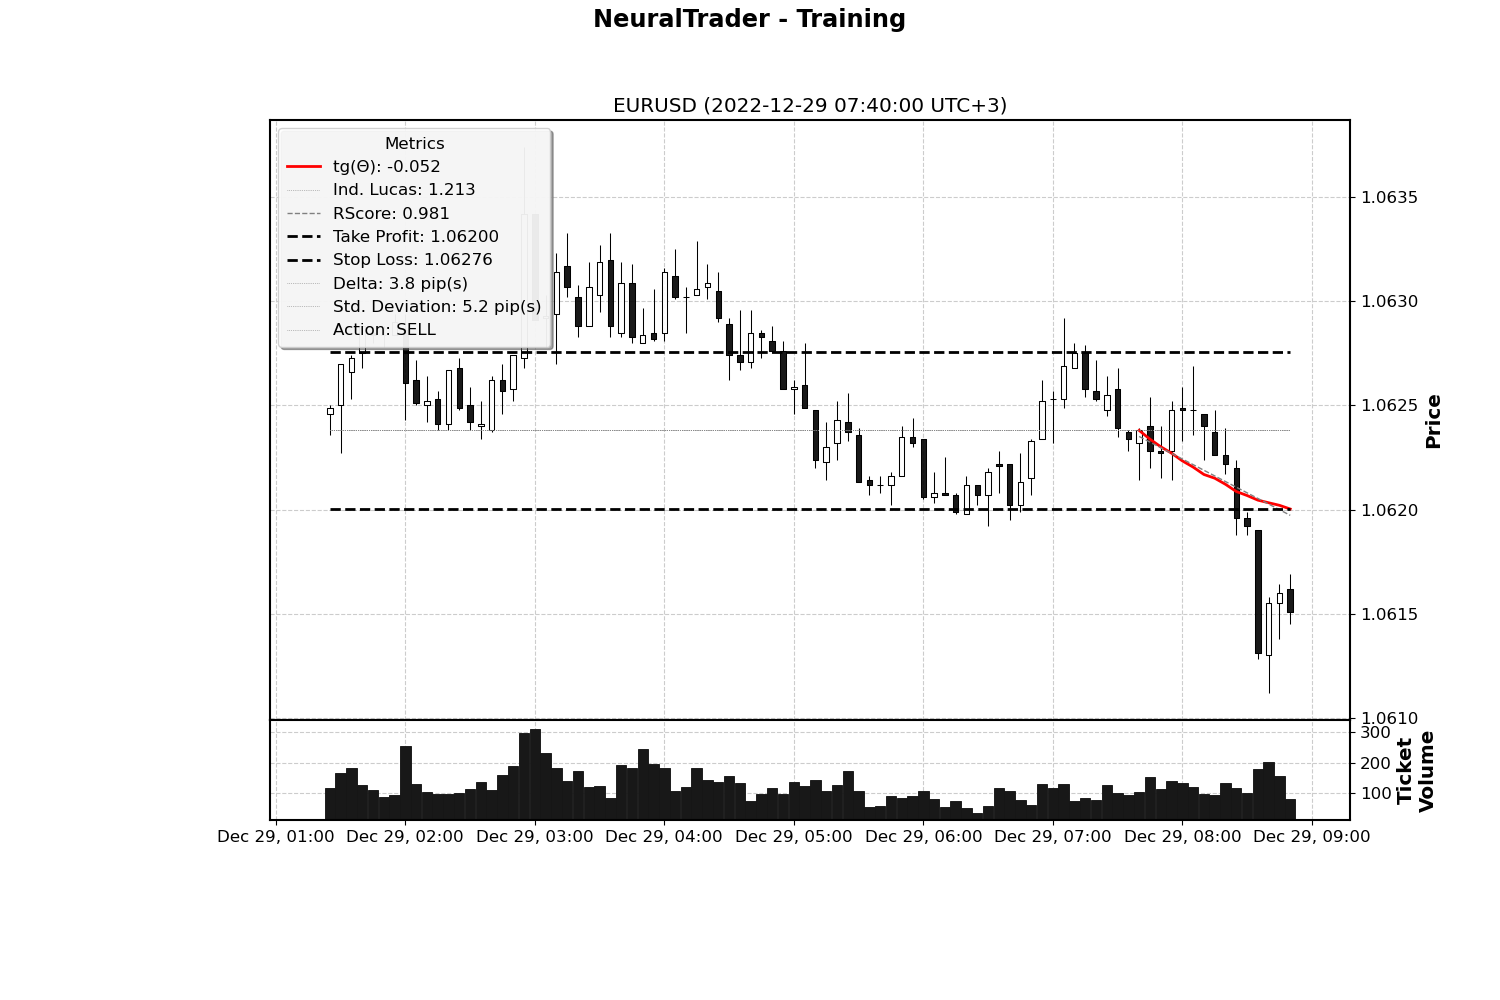 NeuralTrader - Training
EURUSD (2022-12-29 07:40:00 UTC+3)
Metrics
tg(Θ): -0.052
Ind. Lucas: 1.213
RScore: 0.981
Take Profit: 1.06200
Stop Loss: 1.06276
Delta: 3.8 pip(s)
Std. Deviation: 5.2 pip(s)
Action: SELL
1.0635
1.0630
1.0625
1.0620
1.0615
1.0610
Price
300
200
100
Ticket
Volume
Dec 29, 01:00
Dec 29, 02:00
Dec 29, 03:00
Dec 29, 04:00
Dec 29, 05:00
Dec 29, 06:00
Dec 29, 07:00
Dec 29, 08:00
Dec 29, 09:00